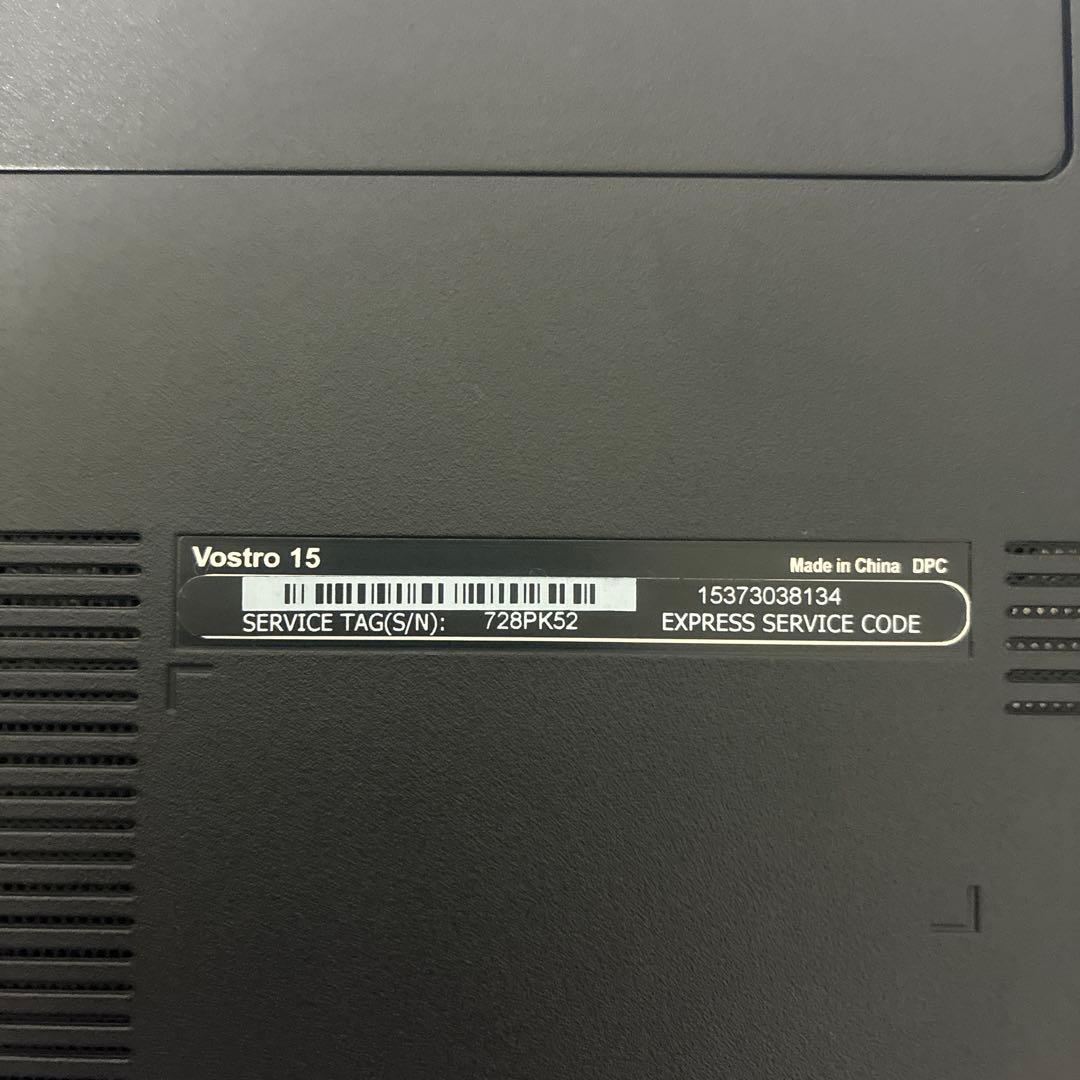 Vostro 15
Made in China DPC
15373038134
SERVICE TAG(S/N): 728PK52
EXPRESS SERVICE CODE